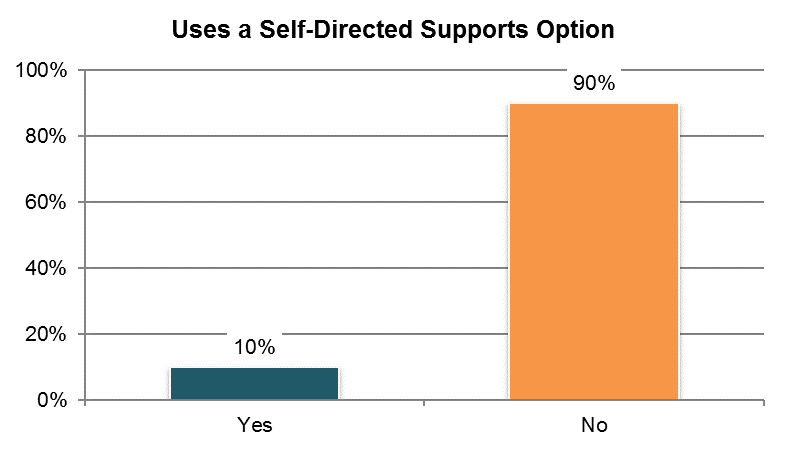 Uses a Self-Directed Supports Option
100%
90%
80%
60%
40%
20%
10%
0%
Yes
No